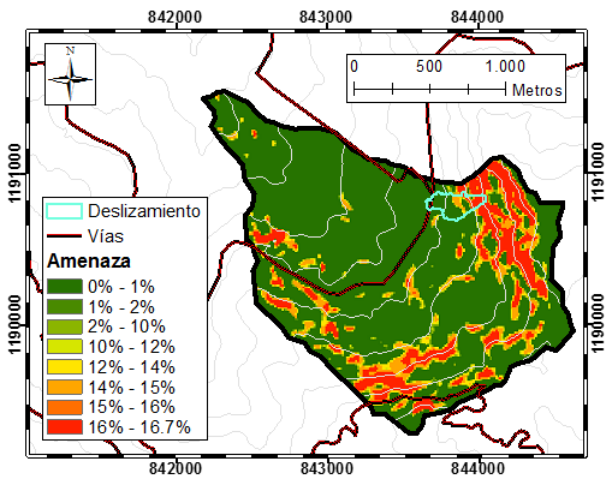 842000 843000 844000
N
0 500 1.000
Metros
1191000
1191000
Deslizamiento
Vías
Amenaza
0% - 1%
1% - 2%
2% - 10%
10% - 12%
12% - 14%
14% - 15%
15% - 16%
16% - 16.7%
1190000
1190000
842000 843000 844000